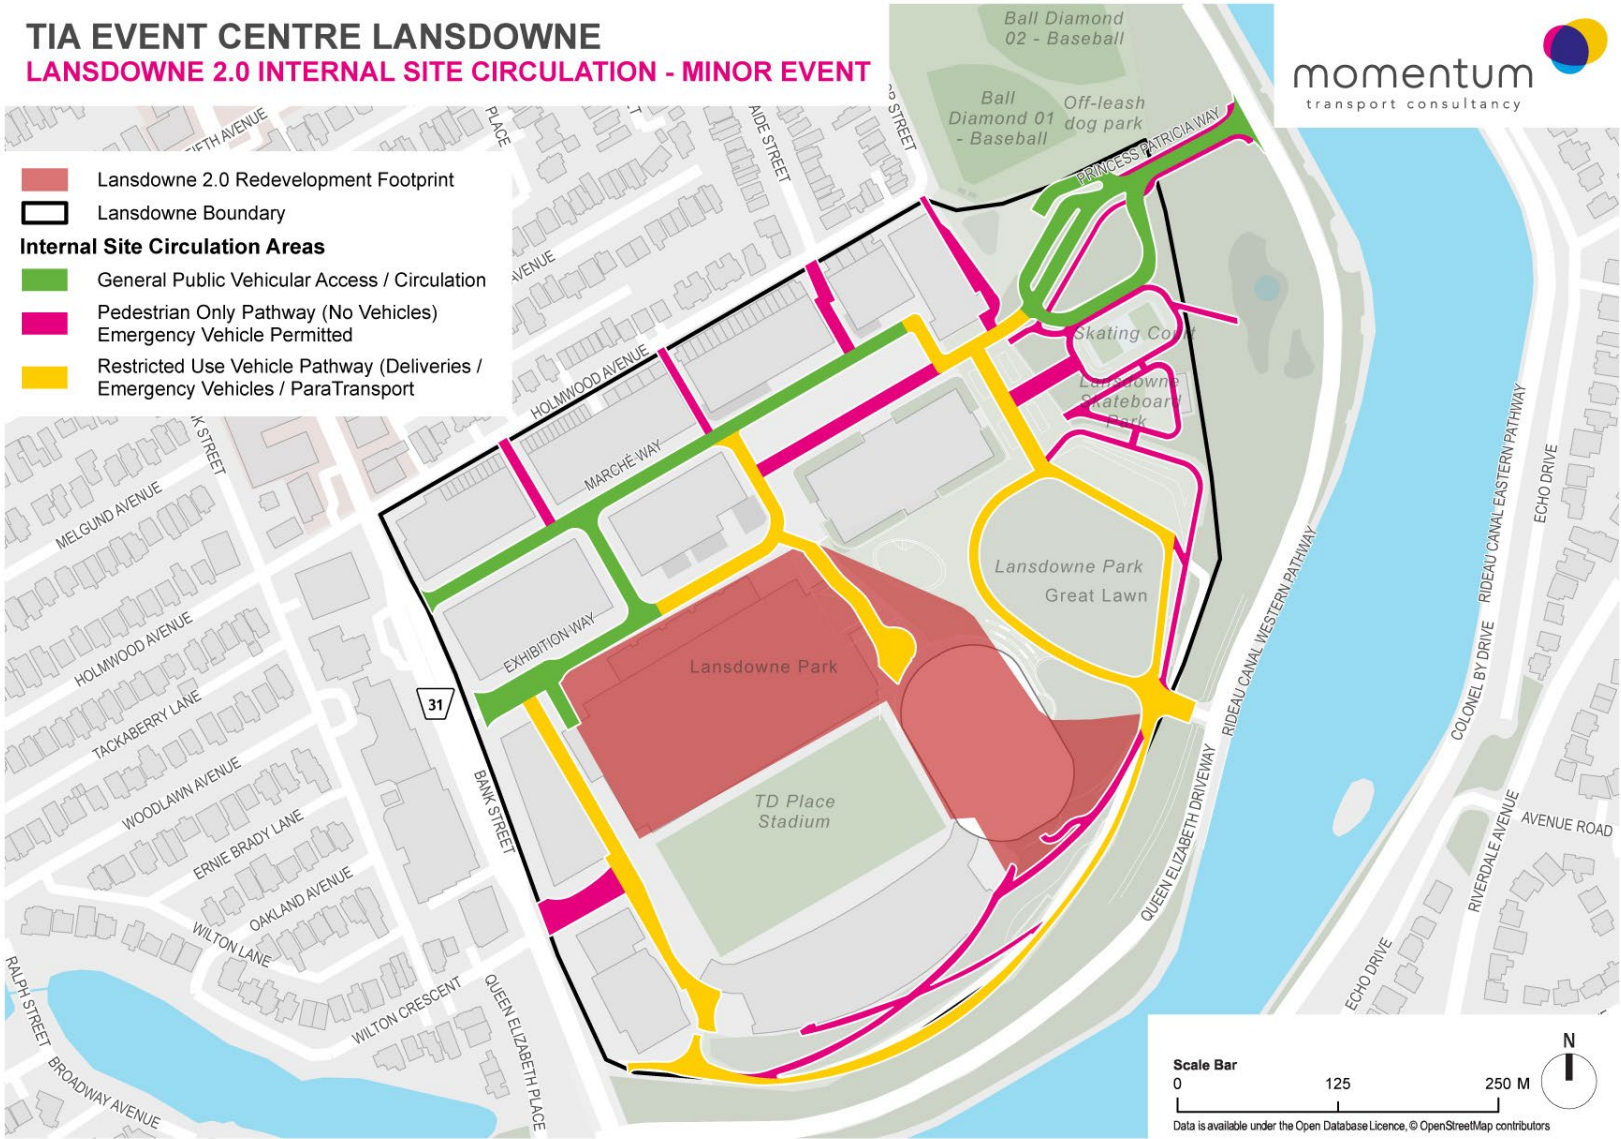 TIA EVENT CENTRE LANSDOWNE
LANSDOWNE 2.0 INTERNAL SITE CIRCULATION - MINOR EVENT
momentum
transport consultancy
Ball Diamond
02 - Baseball
Ball
Diamond 01
- Baseball
Off-leash
dog park
PRINCESS PATRICIA WAY
FIFTH AVENUE
PLACE
STREET
AVENUE
Lansdowne 2.0 Redevelopment Footprint
Lansdowne Boundary
Internal Site Circulation Areas
General Public Vehicular Access / Circulation
Pedestrian Only Pathway (No Vehicles)
Emergency Vehicle Permitted
Restricted Use Vehicle Pathway (Deliveries /
Emergency Vehicles / ParaTransport
HOLMWOOD AVENUE
MARCHÉ WAY
EXHIBITION WAY
Skating Court
Lansdowne
Skateboard
Park
Lansdowne Park
Great Lawn
Lansdowne Park
TD Place
Stadium
31
BANK STREET
STREET
MELGUND AVENUE
HOLMWOOD AVENUE
TACKABERRY LANE
WOODLAWN AVENUE
ERNIE BRADY LANE
OAKLAND AVENUE
WILTON LANE
WILTON CRESCENT
QUEEN ELIZABETH PLACE
RALPH STREET
BROADWAY AVENUE
QUEEN ELIZABETH DRIVEWAY
RIDEAU CANAL WESTERN PATHWAY
RIDEAU CANAL EASTERN PATHWAY
COLONEL BY DRIVE
ECHO DRIVE
ECHO DRIVE
RIVERDALE AVENUE
AVENUE ROAD
Scale Bar
0 125 250 M
N
Data is available under the Open Database Licence, © OpenStreetMap contributors